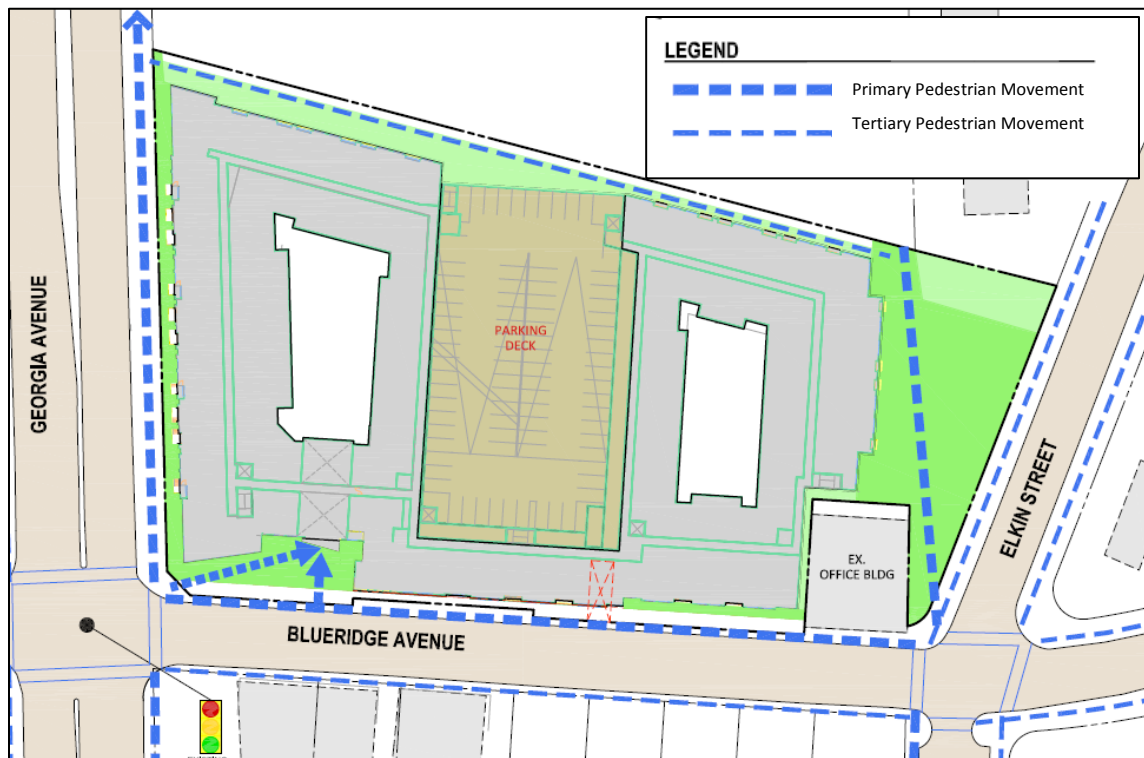 LEGEND
Primary Pedestrian Movement
Tertiary Pedestrian Movement
GEORGIA AVENUE
PARKING
DECK
ELKIN STREET
EX.
OFFICE BLDG
BLUERIDGE AVENUE